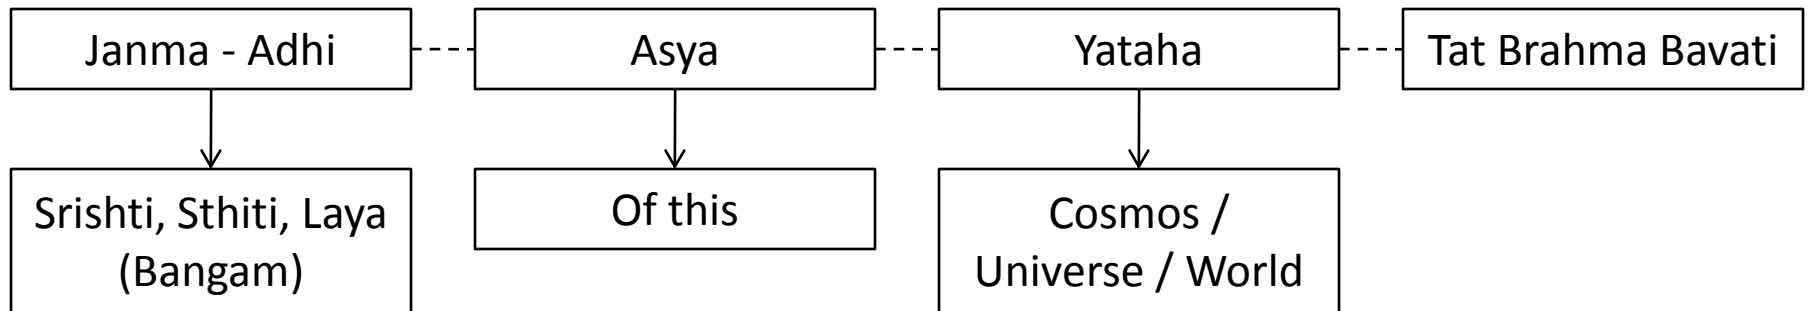 Janma - Adhi
Asya
Yataha
Tat Brahma Bavati
Srishti, Sthiti, Laya
(Bangam)
Of this
Cosmos /
Universe / World